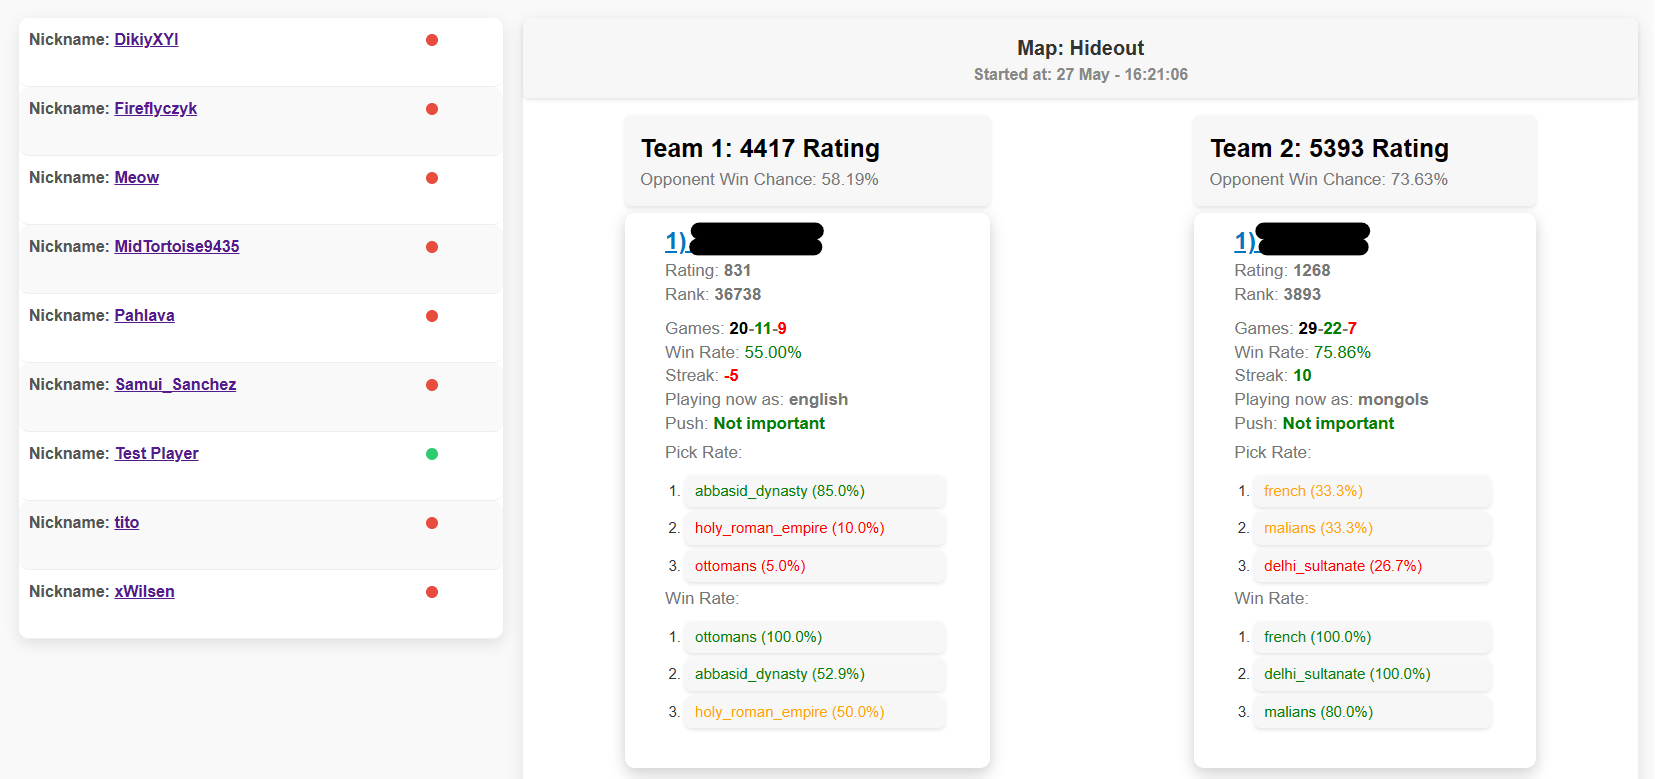 Nickname: DikiyXYI
Nickname: Fireflyczyk
Nickname: Meow
Nickname: MidTortoise9435
Nickname: Pahlava
Nickname: Samui_Sanchez
Nickname: Test Player
Nickname: tito
Nickname: xWilsen
Map: Hideout
Started at: 27 May - 16:21:06
Team 1: 4417 Rating
Opponent Win Chance: 58.19%
1)
Rating: 831
Rank: 36738
Games: 20-11-9
Win Rate: 55.00%
Streak: -5
Playing now as: english
Push: Not important
Pick Rate:
1. abbasid_dynasty (85.0%)
2. holy_roman_empire (10.0%)
3. ottomans (5.0%)
Win Rate:
1. ottomans (100.0%)
2. abbasid_dynasty (52.9%)
3. holy_roman_empire (50.0%)
Team 2: 5393 Rating
Opponent Win Chance: 73.63%
1)
Rating: 1268
Rank: 3893
Games: 29-22-7
Win Rate: 75.86%
Streak: 10
Playing now as: mongols
Push: Not important
Pick Rate:
1. french (33.3%)
2. malians (33.3%)
3. delhi_sultanate (26.7%)
Win Rate:
1. french (100.0%)
2. delhi_sultanate (100.0%)
3. malians (80.0%)